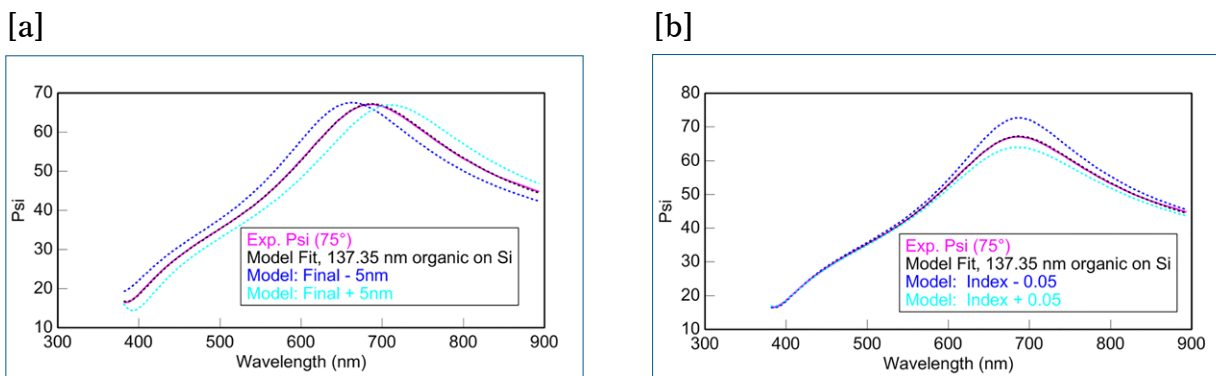 [a]
[b]
70
60
50
40
30
20
10
Psi
300 400 500 600 700 800 900
Wavelength (nm)
Exp. Psi (75°)
Model Fit, 137.35 nm organic on Si
Model: Final - 5nm
Model: Final + 5nm
80
70
60
50
40
30
20
10
Psi
300 400 500 600 700 800 900
Wavelength (nm)
Exp. Psi (75°)
Model Fit, 137.35 nm organic on Si
Model:  Index - 0.05
Model:  Index + 0.05